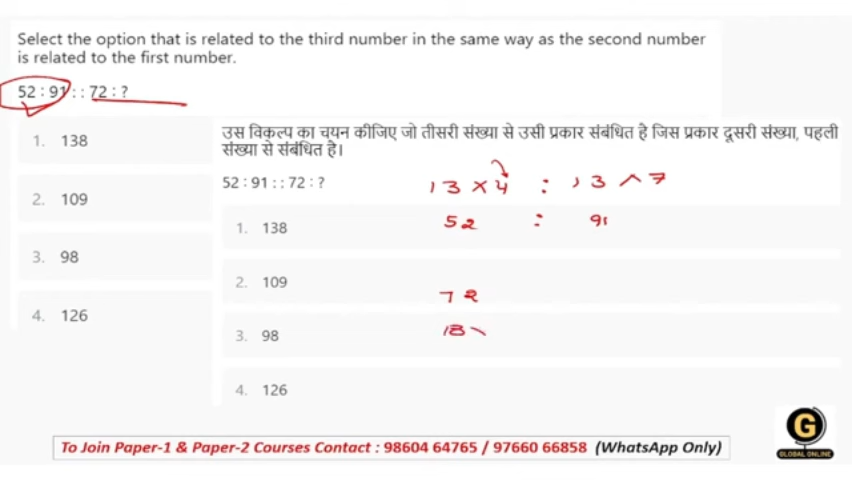 Select the option that is related to the third number in the same way as the second number
is related to the first number.
52 : 91 : : 72 : ?
1. 138
2. 109
3. 98
4. 126
उस विकल्प का चयन कीजिए जो तीसरी संख्या से उसी प्रकार संबंधित है जिस प्रकार दूसरी संख्या, पहली
संख्या से संबंधित है।
52 : 91 : : 72 : ?
1. 138
2. 109
3. 98
4. 126
13 × 4 : 13 × 7
52 : 91
72
18 ×
To Join Paper-1 & Paper-2 Courses Contact : 98604 64765 / 97660 66858 (WhatsApp Only)
G
GLOBAL ONLINE